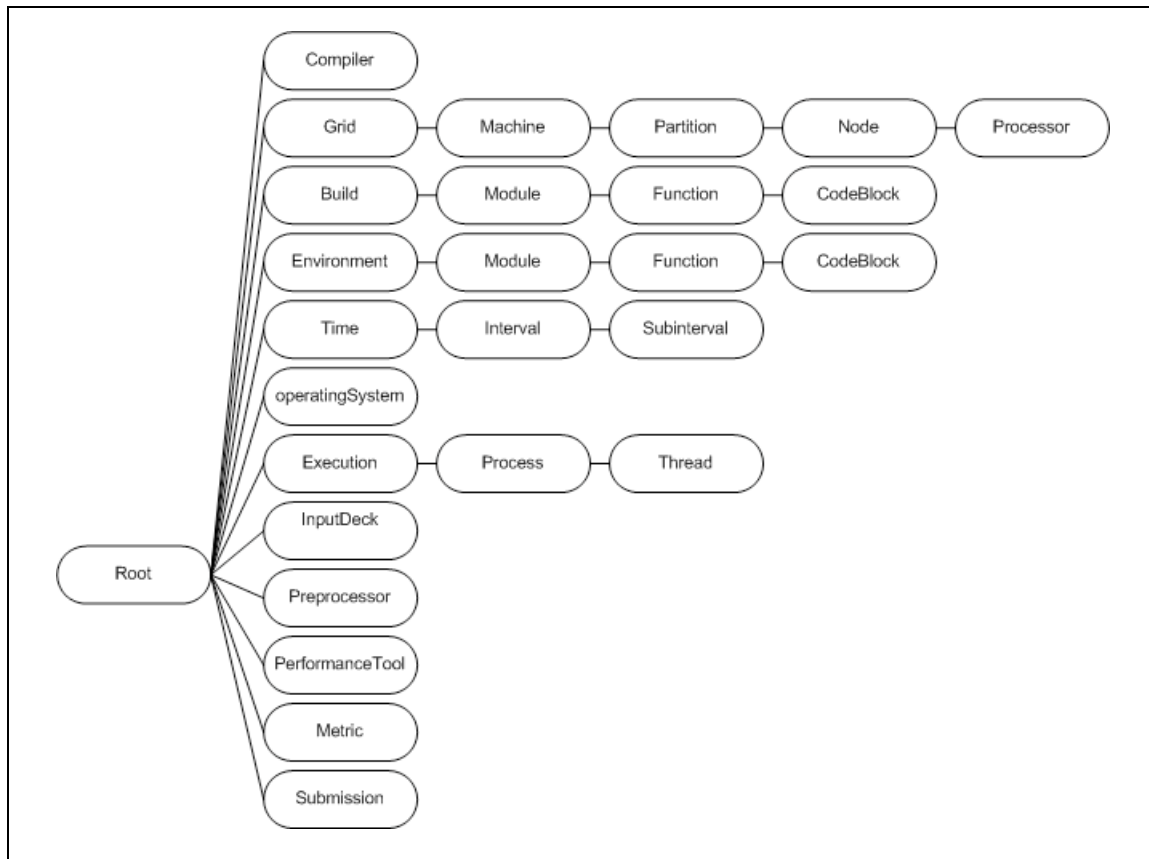 Compiler
Grid Machine Partition Node Processor
Build Module Function CodeBlock
Environment Module Function CodeBlock
Time Interval Subinterval
operatingSystem
Execution Process Thread
InputDeck
Root
Preprocessor
PerformanceTool
Metric
Submission